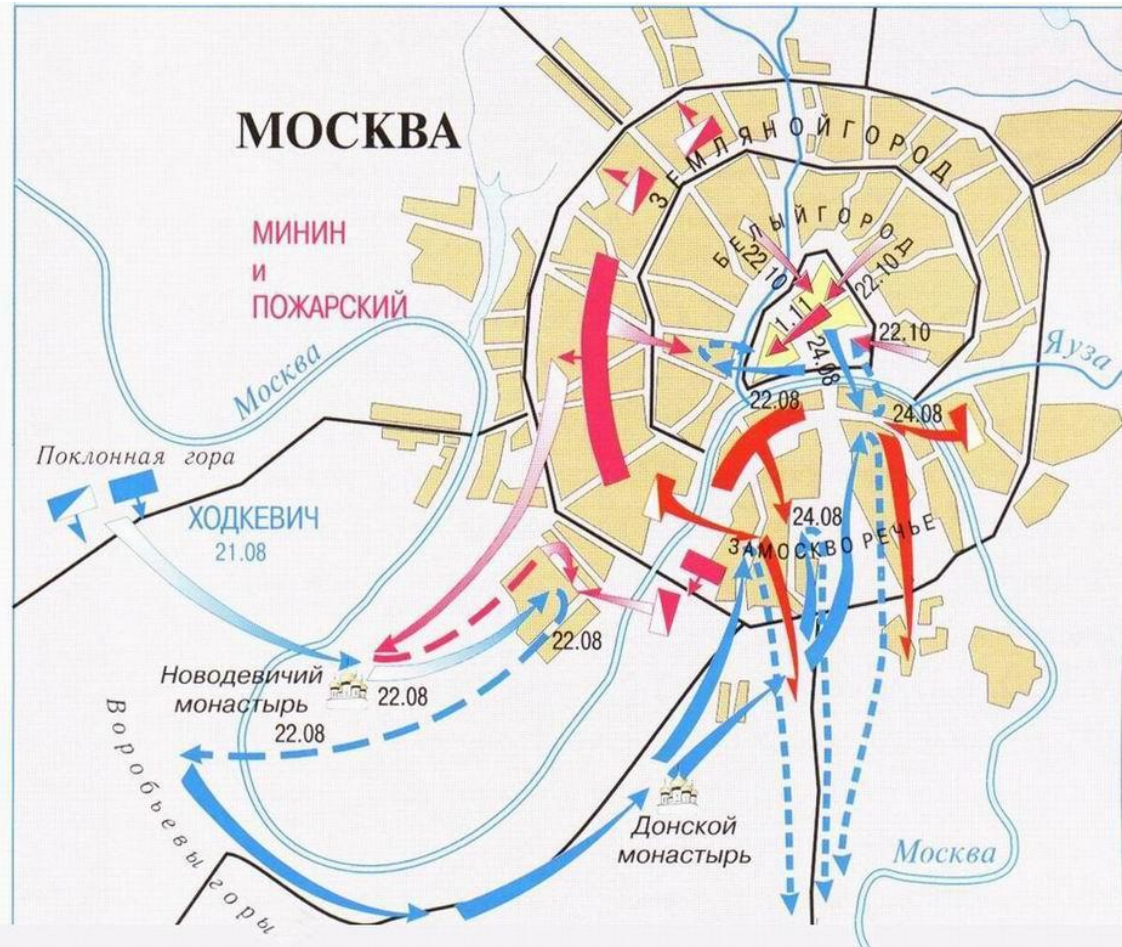 МОСКВА
ЗЕМЛЯНОЙ ГОРОД
МИНИН
и
ПОЖАРСКИЙ
БЕЛЫЙ ГОРОД
22.10
22.10
1.11
24.08
22.10
Яуза
Москва
22.08
24.08
Поклонная гора
ХОДКЕВИЧ
21.08
24.08
ЗАМОСКВОРЕЧЬЕ
22.08
Новодевичий
монастырь
22.08
22.08
Воробьевы горы
Донской
монастырь
Москва